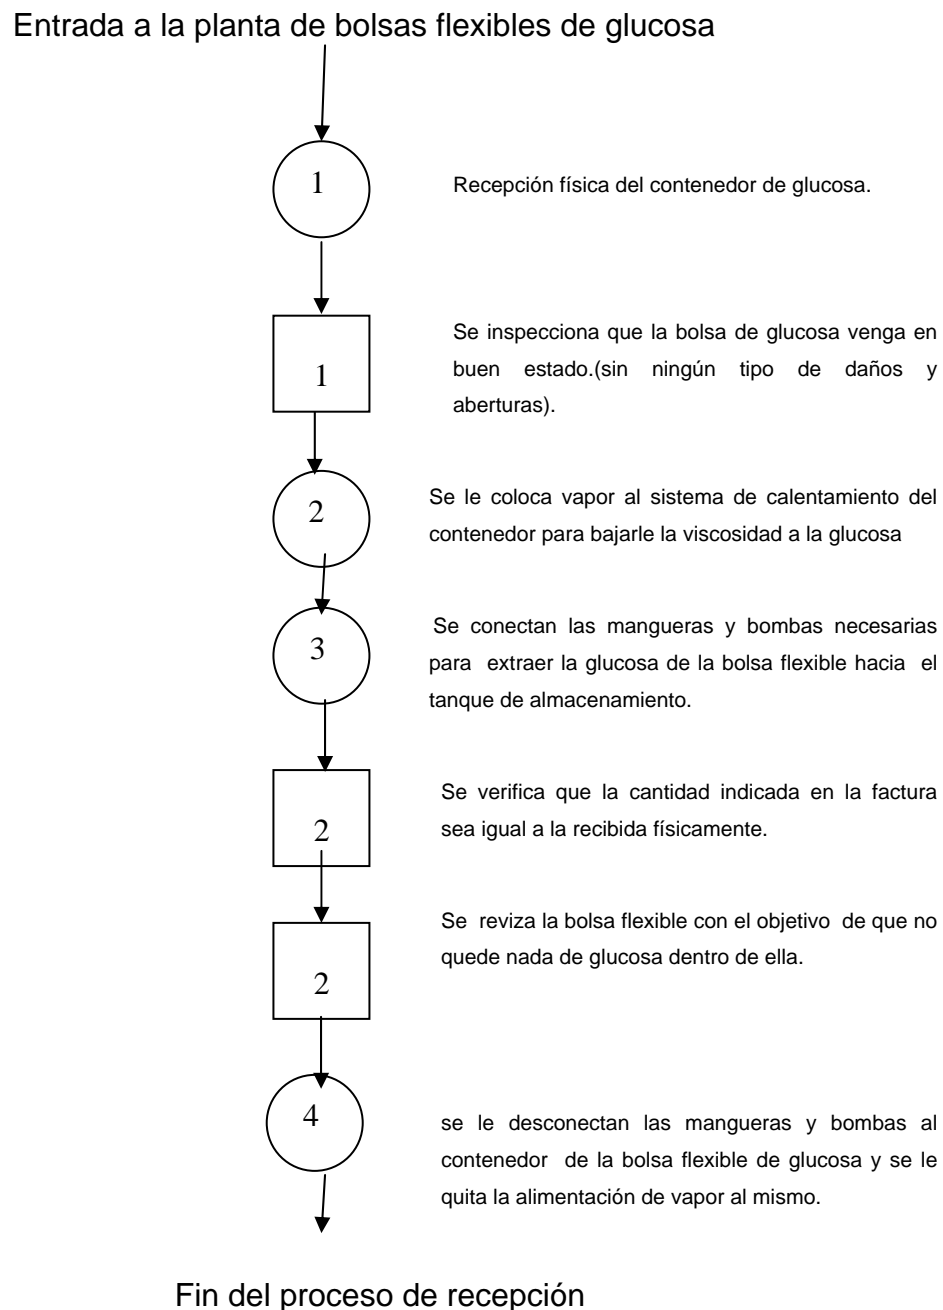 Entrada a la planta de bolsas flexibles de glucosa
1
Recepción física del contenedor de glucosa.
Se inspecciona que la bolsa de glucosa venga en
buen estado.(sin ningún tipo de daños y
aberturas).
1
Se le coloca vapor al sistema de calentamiento del
contenedor para bajarle la viscosidad a la glucosa
2
Se conectan las mangueras y bombas necesarias
para extraer la glucosa de la bolsa flexible hacia el
tanque de almacenamiento.
3
Se verifica que la cantidad indicada en la factura
sea igual a la recibida físicamente.
2
Se reviza la bolsa flexible con el objetivo de que no
quede nada de glucosa dentro de ella.
2
4
se le desconectan las mangueras y bombas al
contenedor de la bolsa flexible de glucosa y se le
quita la alimentación de vapor al mismo.
Fin del proceso de recepción